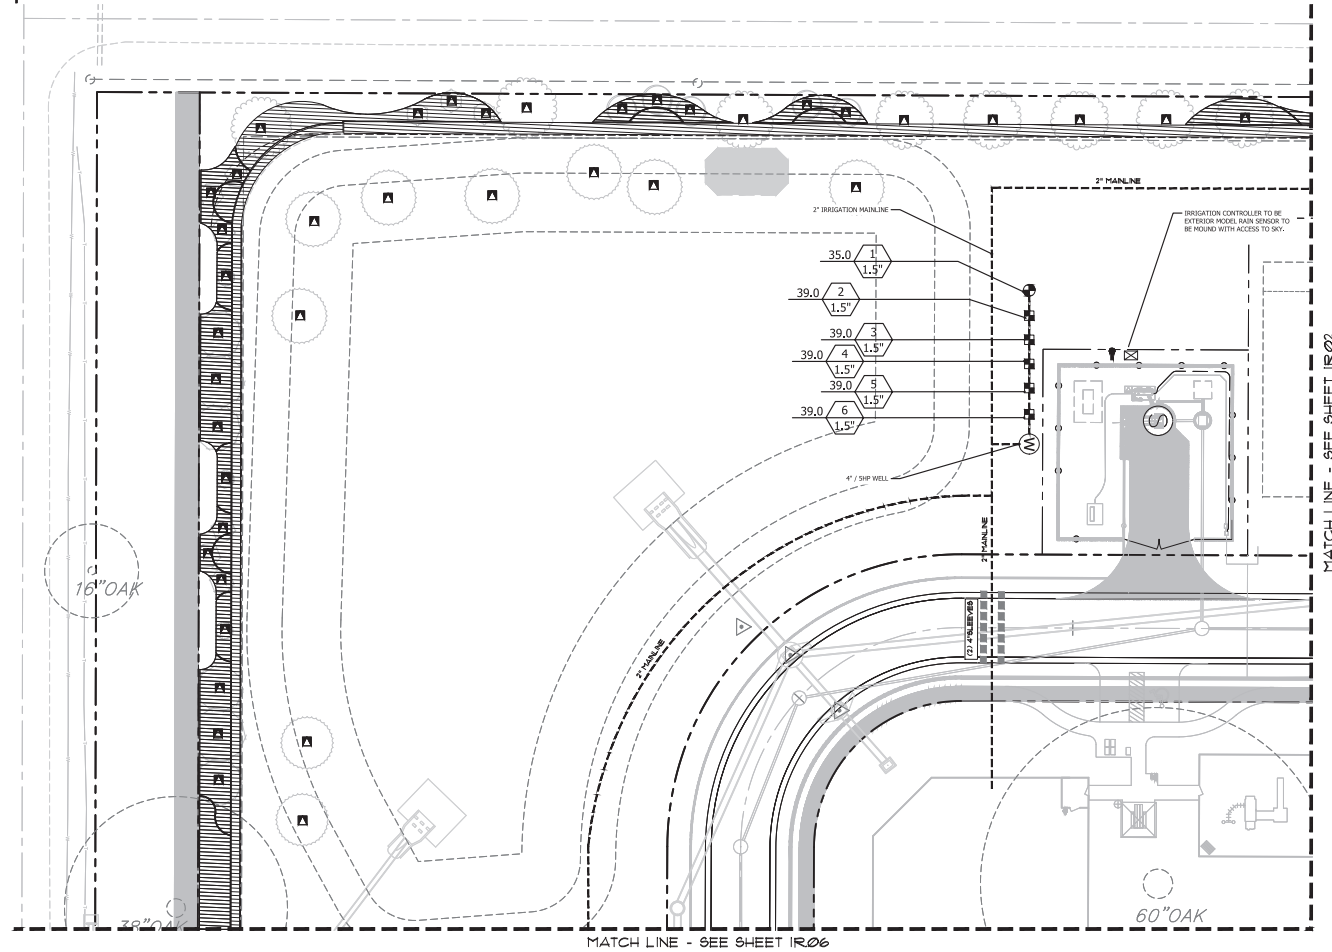 2" MAINLINE
2" IRRIGATION MAINLINE
IRRIGATION CONTROLLER TO BE
EXTERIOR MODEL RAIN SENSOR TO
BE MOUND WITH ACCESS TO SKY.
35.0 1
1.5"
39.0 2
1.5"
39.0 3
1.5"
39.0 4
1.5"
39.0 5
1.5"
39.0 6
1.5"
S
W
4" / 5HP WELL
2" MAINLINE
MATCH LINE - SEE SHEET IR02
16"OAK
(2) 4"SLEEVES
2" MAINLINE
38"OAK
60"OAK
MATCH LINE - SEE SHEET IR06